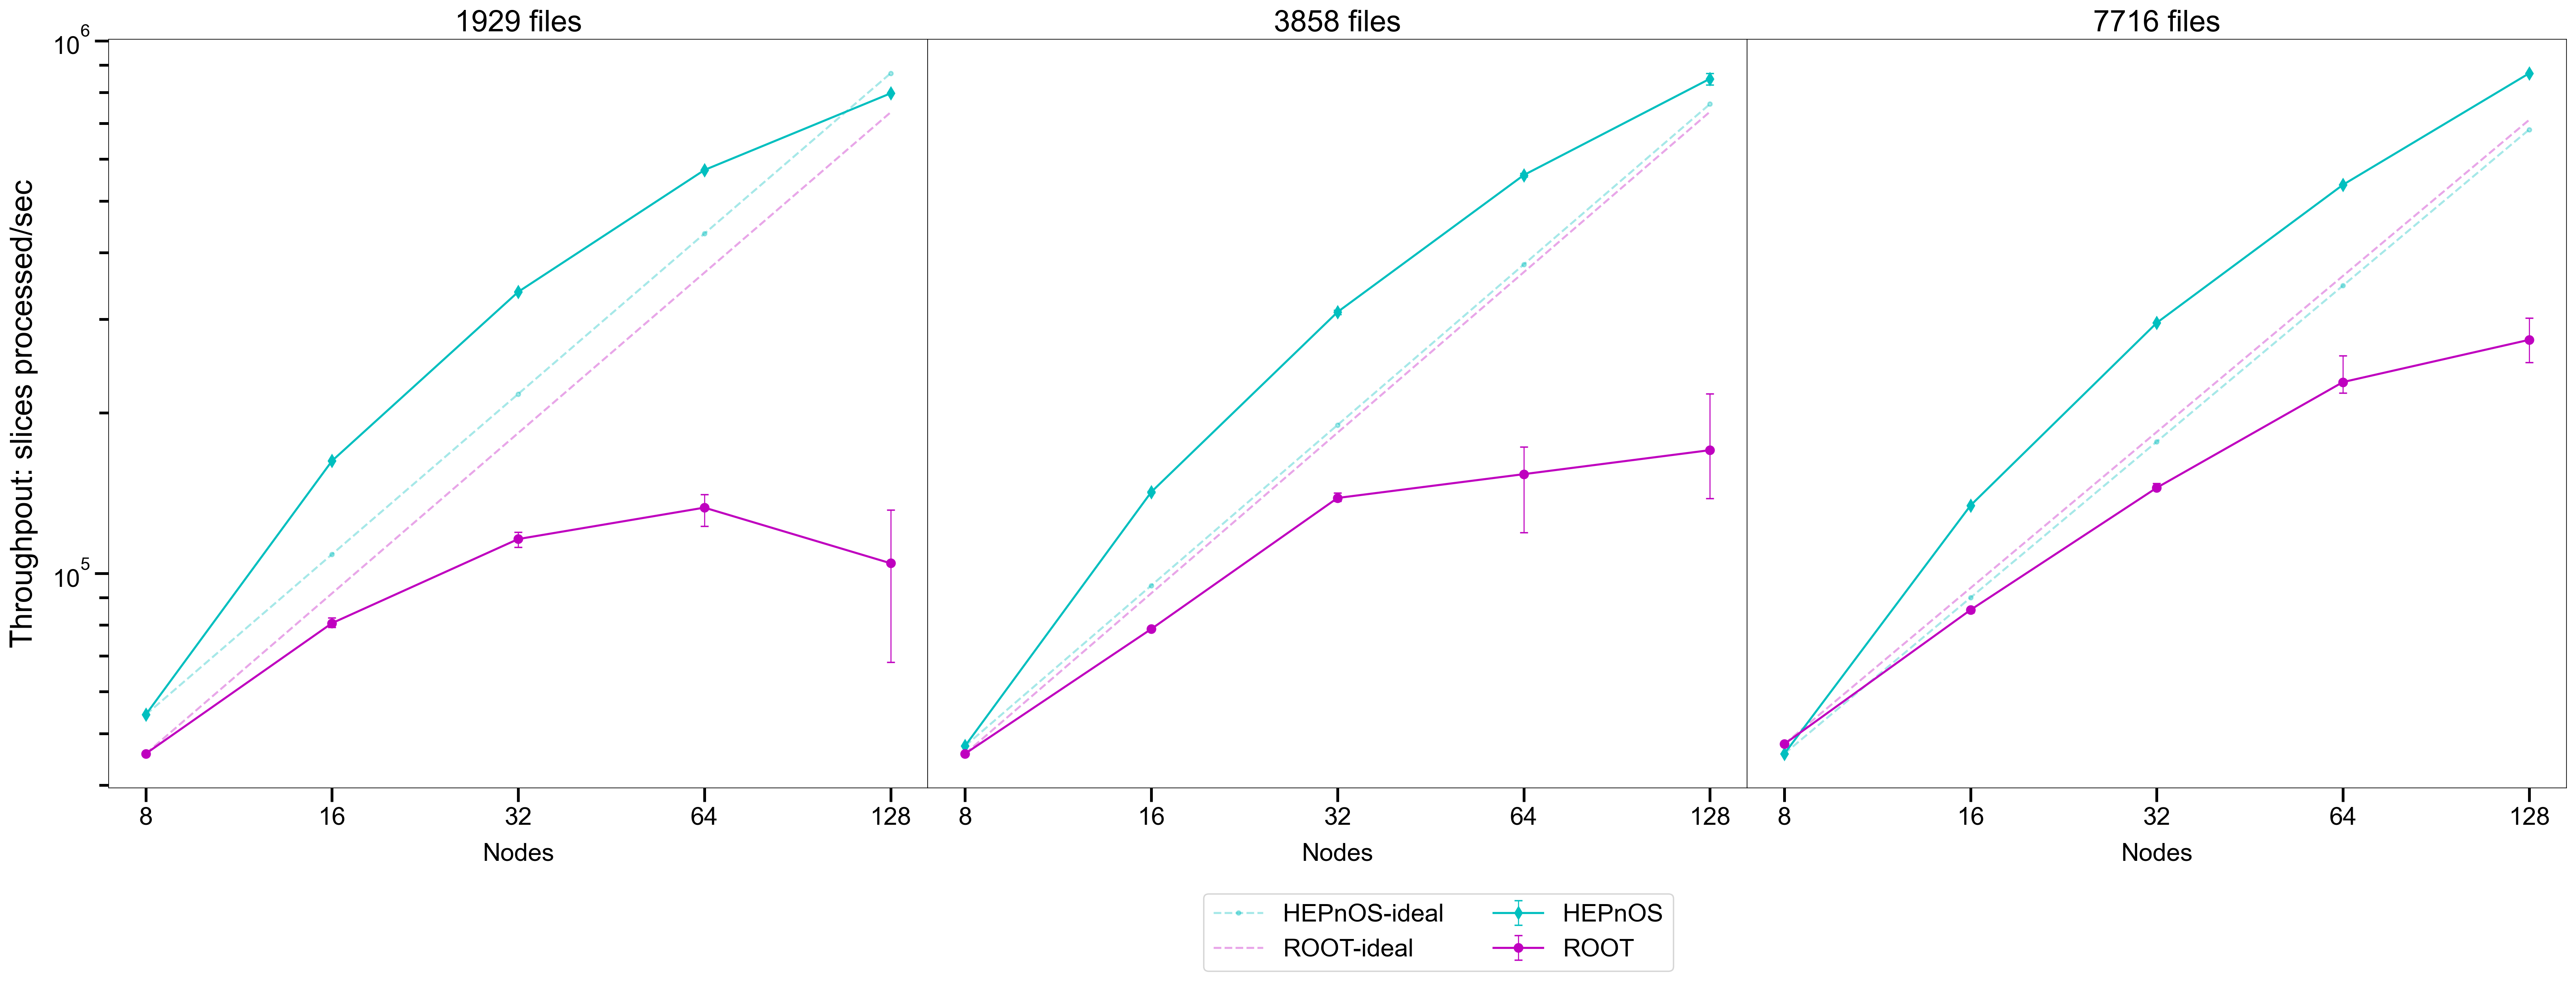 1929 files
3858 files
7716 files
Throughput: slices processed/sec
10^6
10^5
8 16 32 64 128
8 16 32 64 128
8 16 32 64 128
Nodes
Nodes
Nodes
HEPnOS-ideal
ROOT-ideal
HEPnOS
ROOT